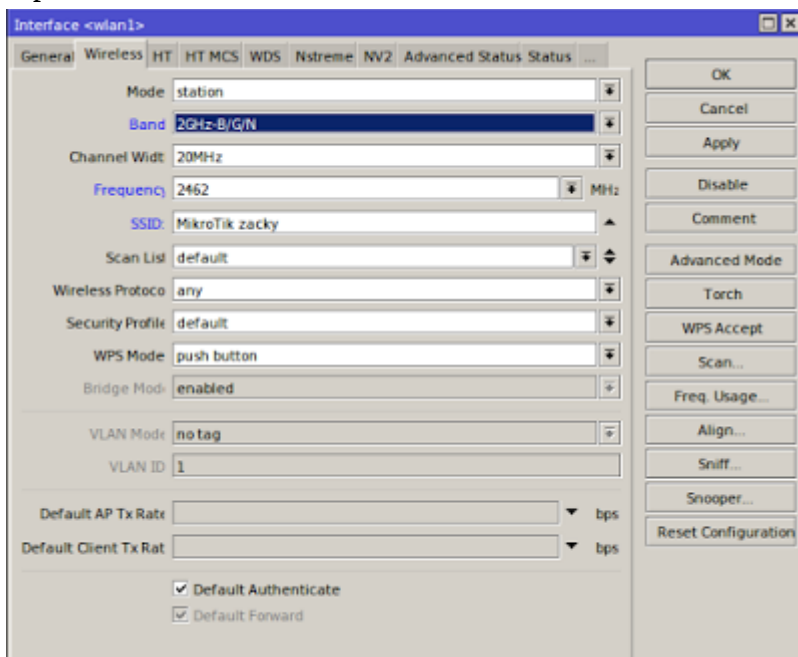 Interface <wlan1>
Genera Wireless HT HT MCS WDS Nstreme NV2 Advanced Status Status ...
Mode station
Band 2GHz-B/G/N
Channel Widt 20MHz
Frequency 2462 MHz
SSID: MikroTik zacky
Scan List default
Wireless Protoco any
Security Profile default
WPS Mode push button
Bridge Mode enabled
VLAN Mode no tag
VLAN ID 1
Default AP Tx Rate bps
Default Client Tx Rat bps
Default Authenticate
Default Forward
OK
Cancel
Apply
Disable
Comment
Advanced Mode
Torch
WPS Accept
Scan...
Freq. Usage...
Align...
Sniff...
Snooper...
Reset Configuration